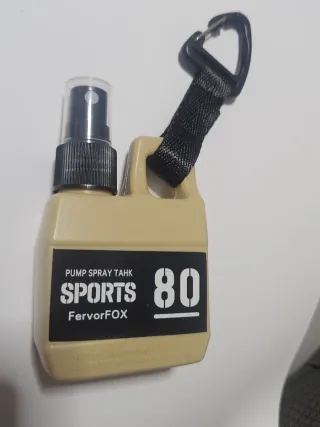 PUMP SPRAY TAHK
SPORTS
FervorFOX
80